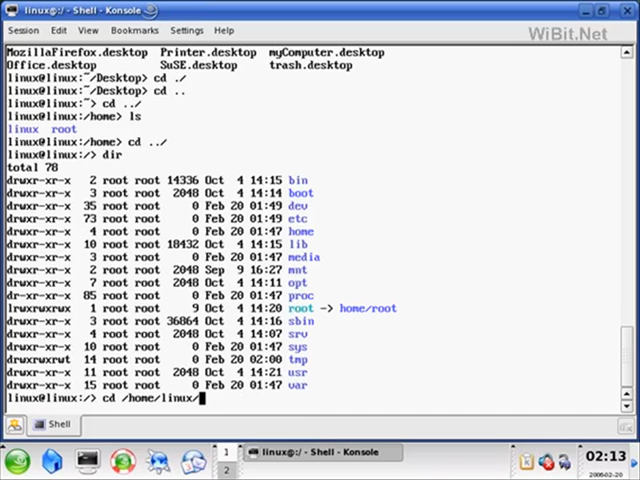 linux@linux:/ - Shell - Konsole
Session Edit View Bookmarks Settings Help
WiBit.Net
MozillaFirefox.desktop Printer.desktop myComputer.desktop
Office.desktop SuSE.desktop trash.desktop
linux@linux:~/Desktop> cd ./
linux@linux:~/Desktop> cd ..
linux@linux:~> cd ../
linux@linux:/home> ls
linux root
linux@linux:/home> cd ../
linux@linux:/> dir
total 78
drwxr-xr-x 2 root root 14336 Oct 4 14:15 bin
drwxr-xr-x 3 root root 2048 Oct 4 14:14 boot
drwxr-xr-x 35 root root 0 Feb 20 01:49 dev
drwxr-xr-x 73 root root 0 Feb 20 01:49 etc
drwxr-xr-x 4 root root 0 Feb 20 01:47 home
drwxr-xr-x 10 root root 18432 Oct 4 14:15 lib
drwxr-xr-x 3 root root 0 Feb 20 01:47 media
drwxr-xr-x 2 root root 2048 Sep 9 16:27 mnt
drwxr-xr-x 7 root root 2048 Oct 4 14:11 opt
dr-xr-xr-x 85 root root 0 Feb 20 01:47 proc
lrwxrwxrwx 1 root root 9 Oct 4 14:20 root -> home/root
drwxr-xr-x 3 root root 36864 Oct 4 14:16 sbin
drwxr-xr-x 4 root root 2048 Oct 4 14:07 srv
drwxr-xr-x 10 root root 0 Feb 20 01:47 sys
drwxrwxrwt 14 root root 0 Feb 20 02:00 tmp
drwxr-xr-x 11 root root 2048 Oct 4 14:21 usr
drwxr-xr-x 15 root root 0 Feb 20 01:47 var
linux@linux:/> cd /home/linux/
Shell
1
linux@:/ - Shell - Konsole
02:13
2
2008-02-20